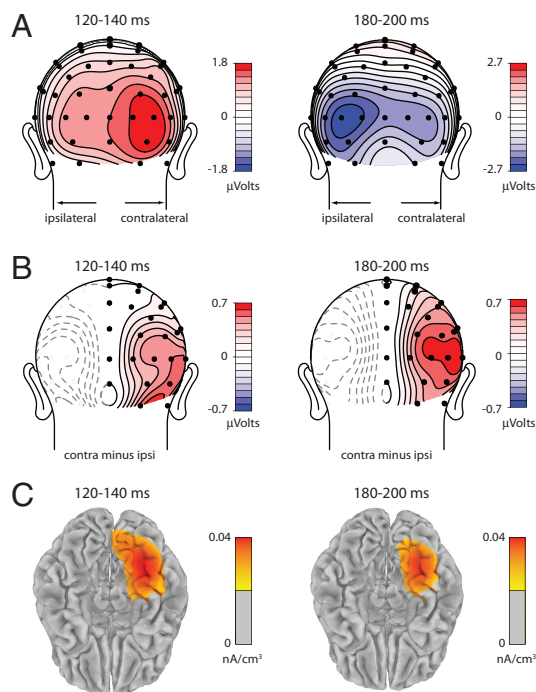 A
120-140 ms
180-200 ms
1.8
0
-1.8
µVolts
2.7
0
-2.7
µVolts
ipsilateral
contralateral
ipsilateral
contralateral
B
120-140 ms
180-200 ms
0.7
0
-0.7
µVolts
0.7
0
-0.7
µVolts
contra minus ipsi
contra minus ipsi
C
120-140 ms
180-200 ms
0.04
0
nA/cm³
0.04
0
nA/cm³